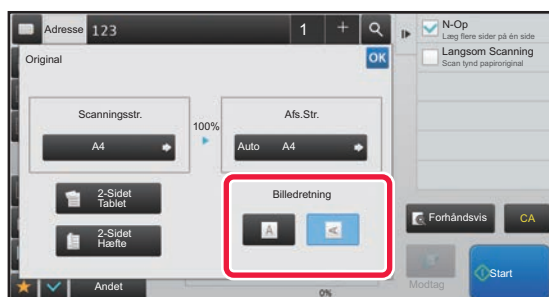 Adresse 123 1 +
Original OK
Scanningsstr.
A4
100%
Afs.Str.
Auto A4
2-Sidet
Tablet
2-Sidet
Hæfte
Billedretning
A A
Andet
0%
N-Op
Læg flere sider på én side
Langsom Scanning
Scan tynd papiroriginal
Forhåndsvis
CA
Modtag
Start